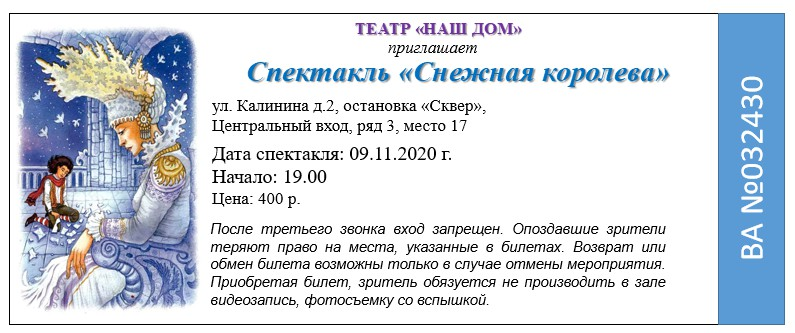 ТЕАТР «НАШ ДОМ»
приглашает
Спектакль «Снежная королева»
ул. Калинина д.2, остановка «Сквер»,
Центральный вход, ряд 3, место 17
Дата спектакля: 09.11.2020 г.
Начало: 19.00
Цена: 400 р.
После третьего звонка вход запрещен. Опоздавшие зрители
теряют право на места, указанные в билетах. Возврат или
обмен билета возможны только в случае отмены мероприятия.
Приобретая билет, зритель обязуется не производить в зале
видеозапись, фотосъемку со вспышкой.
ВА №032430